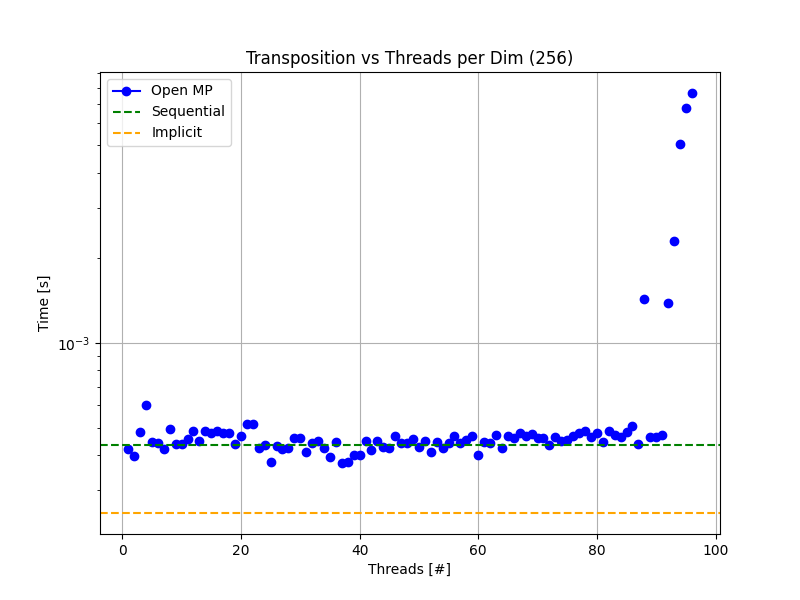 Transposition vs Threads per Dim (256)
Open MP
Sequential
Implicit
Time [s]
10⁻³
0 20 40 60 80 100
Threads [#]